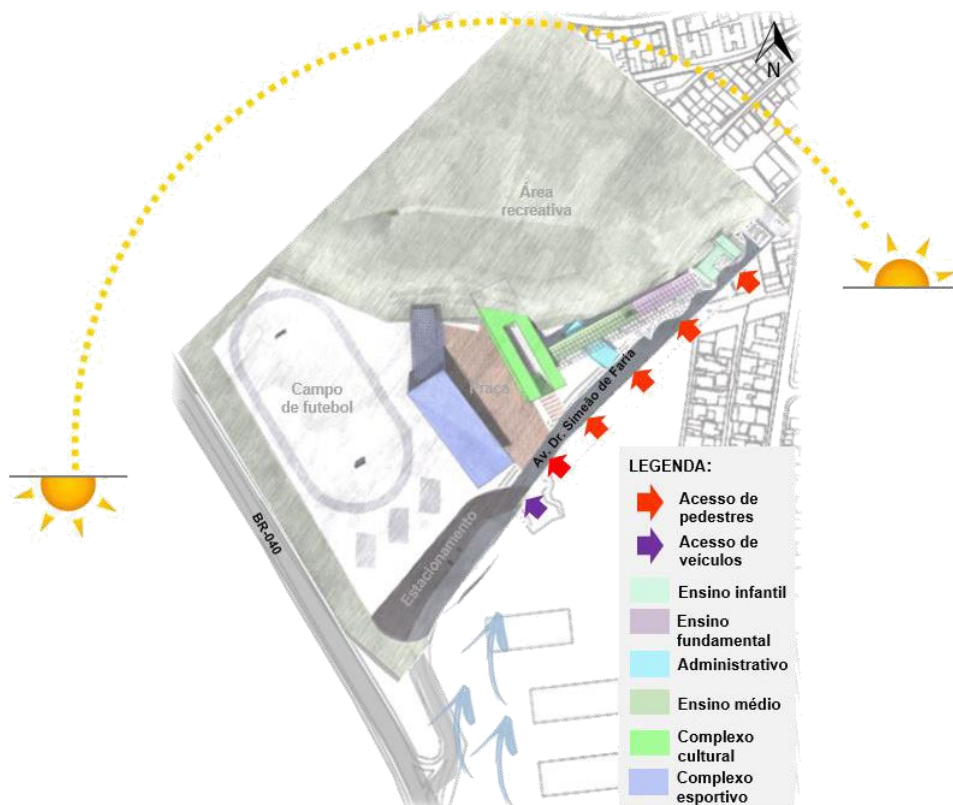 N
Área
recreativa
Campo
de futebol
Praça
Av. Dr. Simeão de Faria
BR-040
Estacionamento
LEGENDA:
Acesso de
pedestres
Acesso de
veículos
Ensino infantil
Ensino
fundamental
Administrativo
Ensino médio
Complexo
cultural
Complexo
esportivo